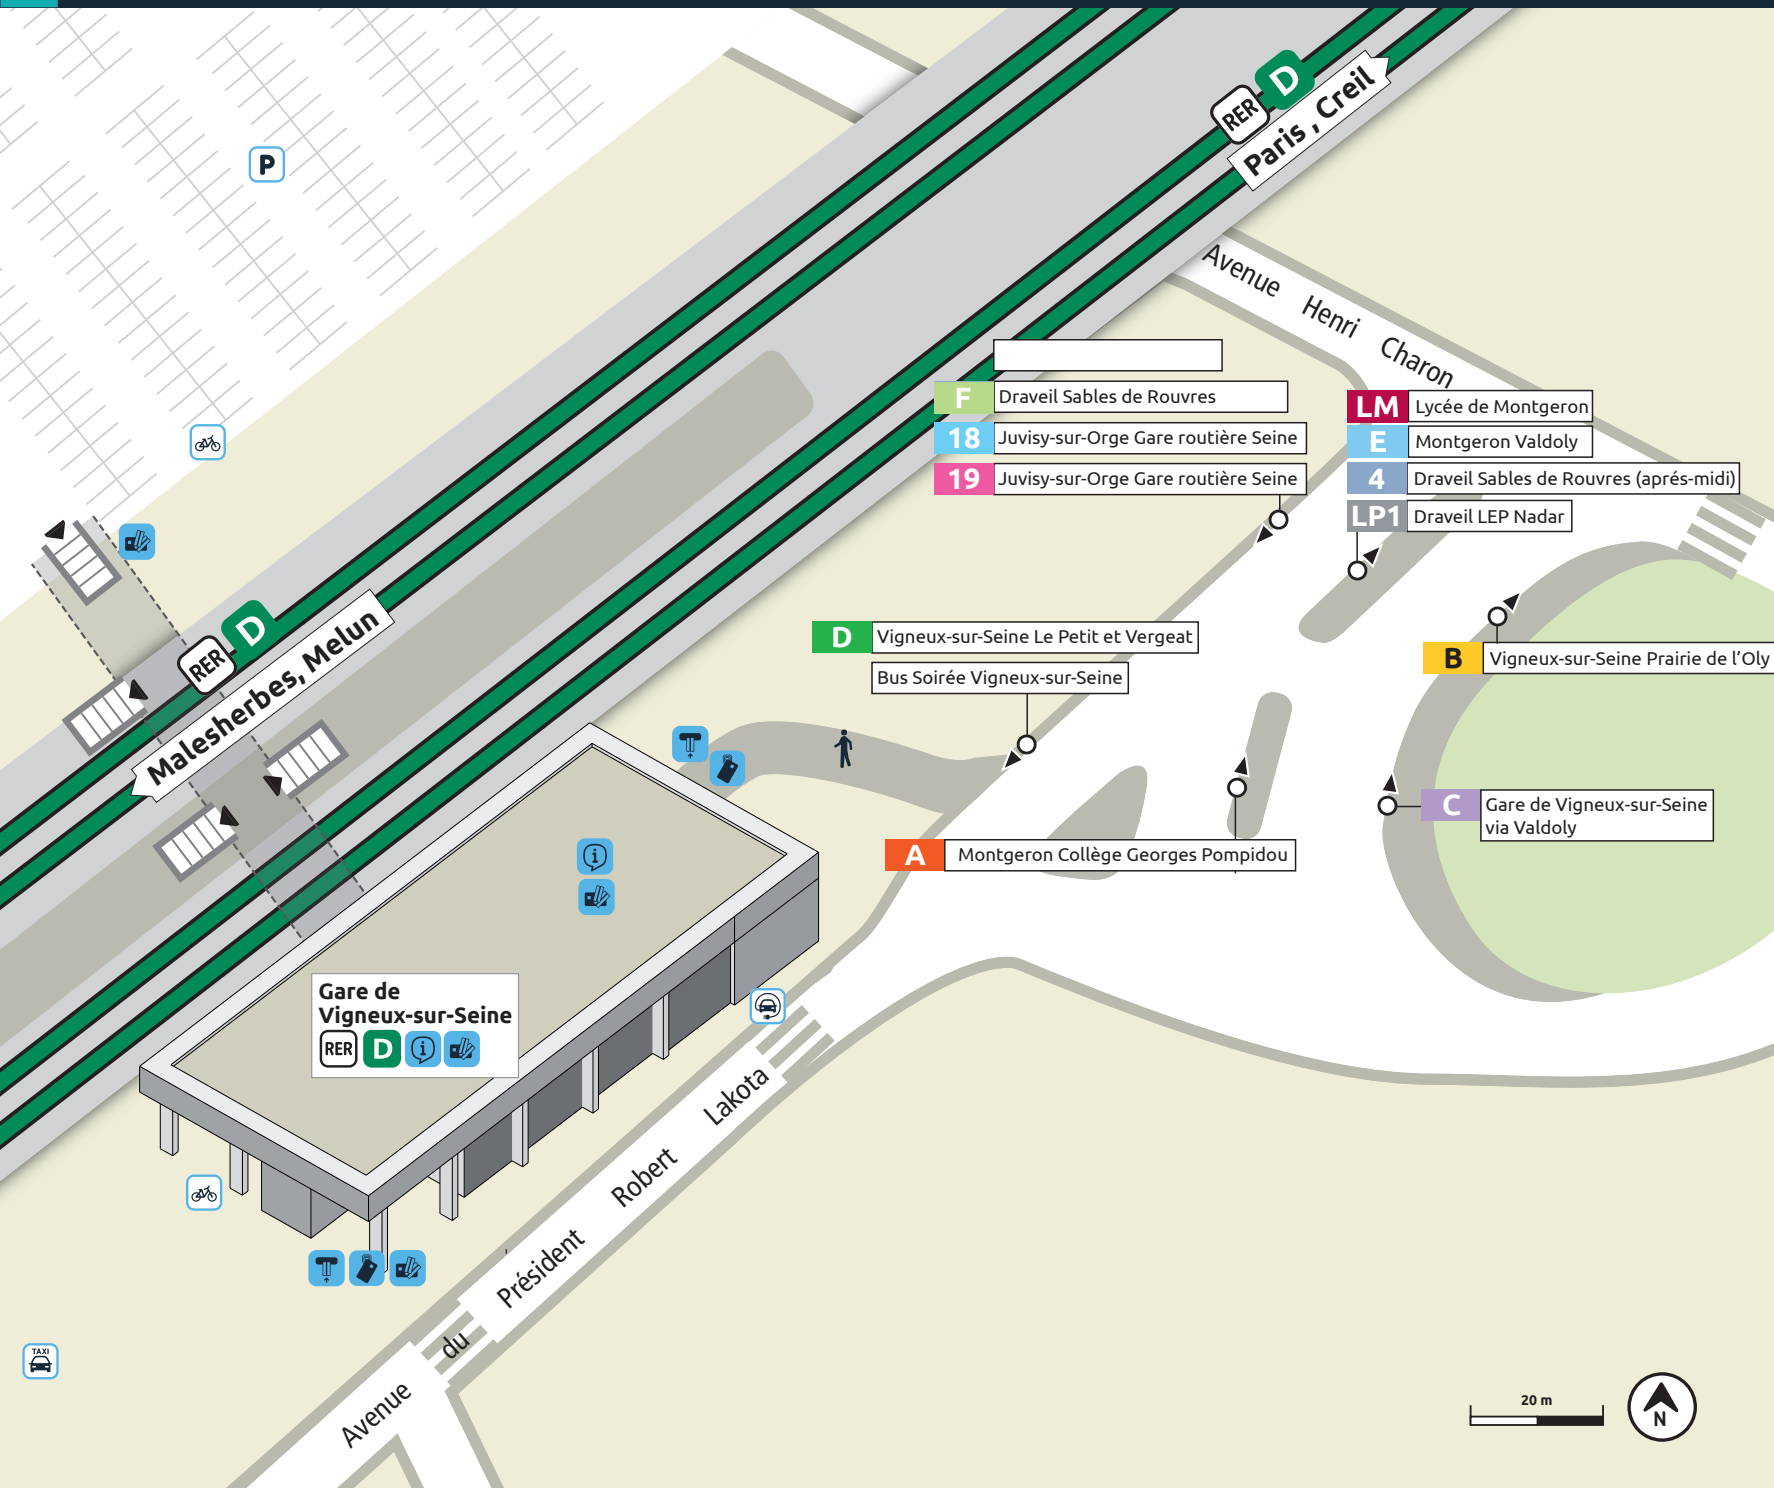 P
RER D
Paris , Creil
Avenue Henri Charon
F Draveil Sables de Rouvres
18 Juvisy-sur-Orge Gare routière Seine
19 Juvisy-sur-Orge Gare routière Seine
LM Lycée de Montgeron
E Montgeron Valdoly
4 Draveil Sables de Rouvres (aprés-midi)
LP1 Draveil LEP Nadar
RER D
Malesherbes, Melun
D Vigneux-sur-Seine Le Petit et Vergeat
Bus Soirée Vigneux-sur-Seine
B Vigneux-sur-Seine Prairie de l’Oly
C Gare de Vigneux-sur-Seine
via Valdoly
A Montgeron Collège Georges Pompidou
Gare de
Vigneux-sur-Seine
RER D
Avenue du Président Robert Lakota
TAXI
20 m
N